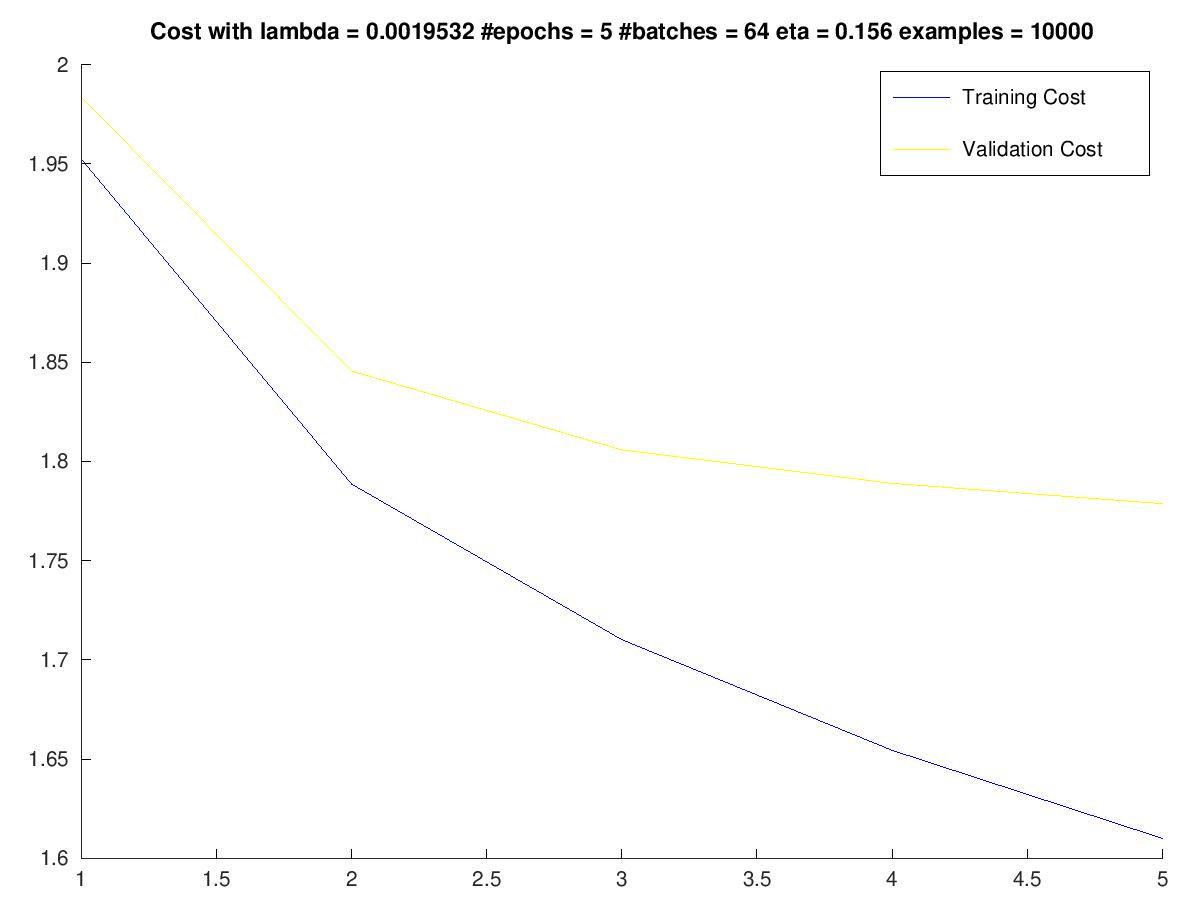 Cost with lambda = 0.0019532 #epochs = 5 #batches = 64 eta = 0.156 examples = 10000
2
Training Cost
Validation Cost
1.95
1.9
1.85
1.8
1.75
1.7
1.65
1.6
1 1.5 2 2.5 3 3.5 4 4.5 5